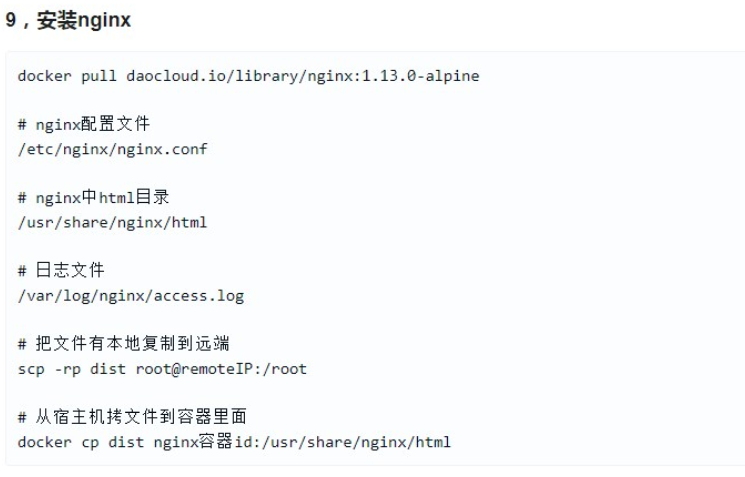 9，安装nginx
docker pull daocloud.io/library/nginx:1.13.0-alpine
# nginx配置文件
/etc/nginx/nginx.conf
# nginx中html目录
/usr/share/nginx/html
# 日志文件
/var/log/nginx/access.log
# 把文件有本地复制到远端
scp -rp dist root@remoteIP:/root
# 从宿主机拷文件到容器里面
docker cp dist nginx容器id:/usr/share/nginx/html